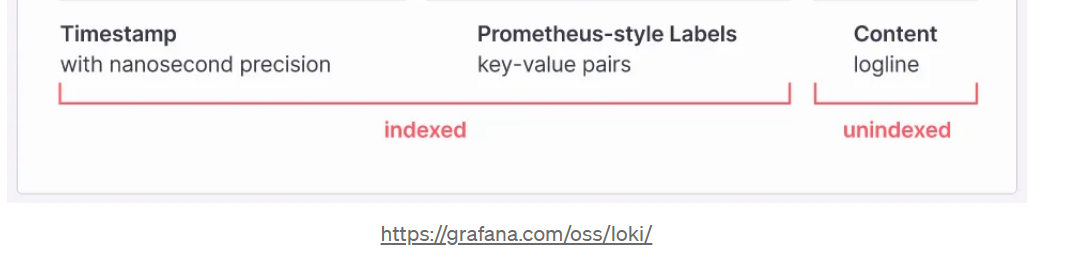 Timestamp
with nanosecond precision
Prometheus-style Labels
key-value pairs
Content
logline
indexed
unindexed
https://grafana.com/oss/loki/